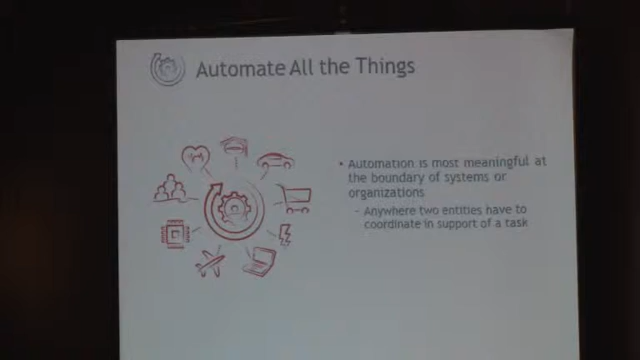 Automate All the Things
• Automation is most meaningful at
the boundary of systems or
organizations
– Anywhere two entities have to
coordinate in support of a task